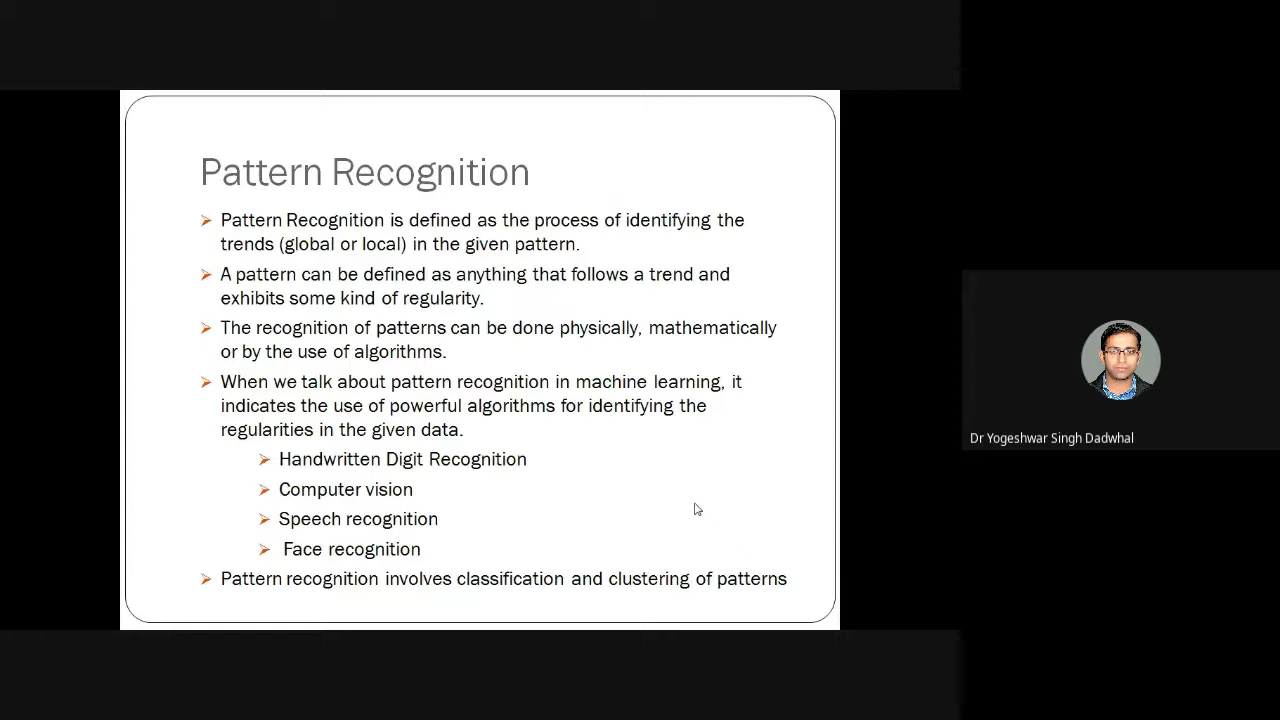 Pattern Recognition
➢ Pattern Recognition is defined as the process of identifying the
trends (global or local) in the given pattern.
➢ A pattern can be defined as anything that follows a trend and
exhibits some kind of regularity.
➢ The recognition of patterns can be done physically, mathematically
or by the use of algorithms.
➢ When we talk about pattern recognition in machine learning, it
indicates the use of powerful algorithms for identifying the
regularities in the given data.
➢ Handwritten Digit Recognition
➢ Computer vision
➢ Speech recognition
➢ Face recognition
➢ Pattern recognition involves classification and clustering of patterns
Dr Yogeshwar Singh Dadwhal